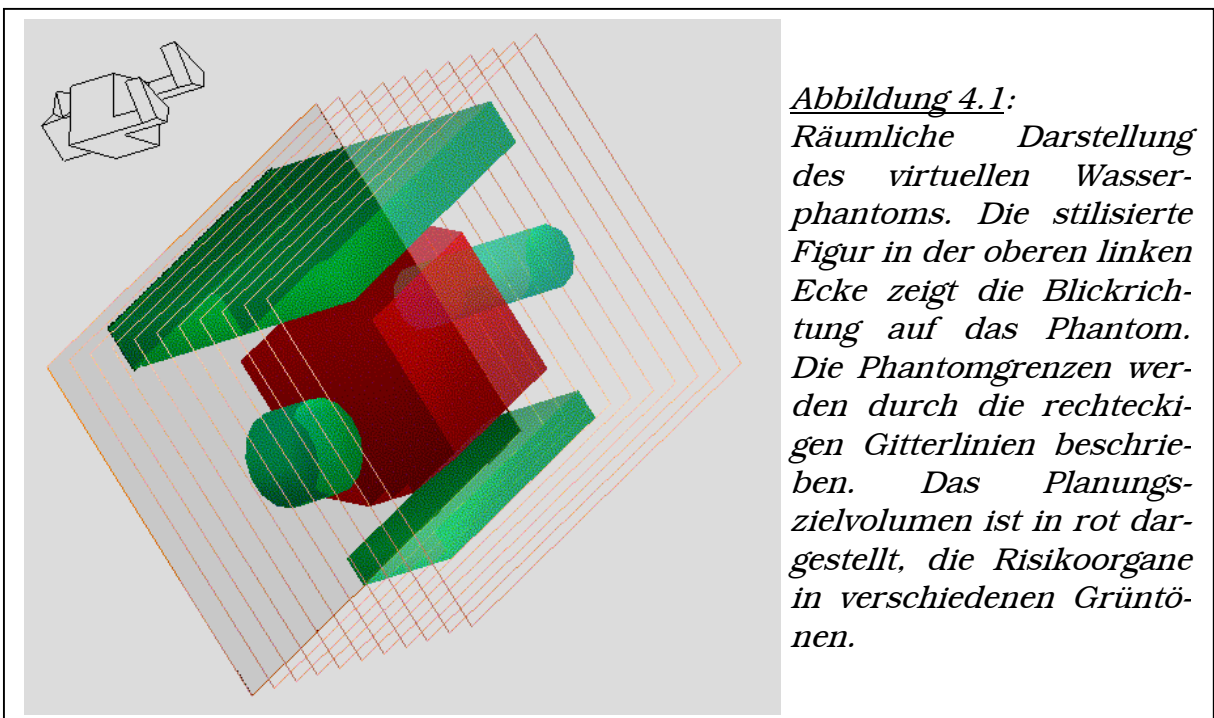 Abbildung 4.1:
Räumliche Darstellung
des virtuellen Wasser-
phantoms. Die stilisierte
Figur in der oberen linken
Ecke zeigt die Blickrich-
tung auf das Phantom.
Die Phantomgrenzen wer-
den durch die rechtecki-
gen Gitterlinien beschrie-
ben. Das Planungs-
zielvolumen ist in rot dar-
gestellt, die Risikoorgane
in verschiedenen Grüntö-
nen.